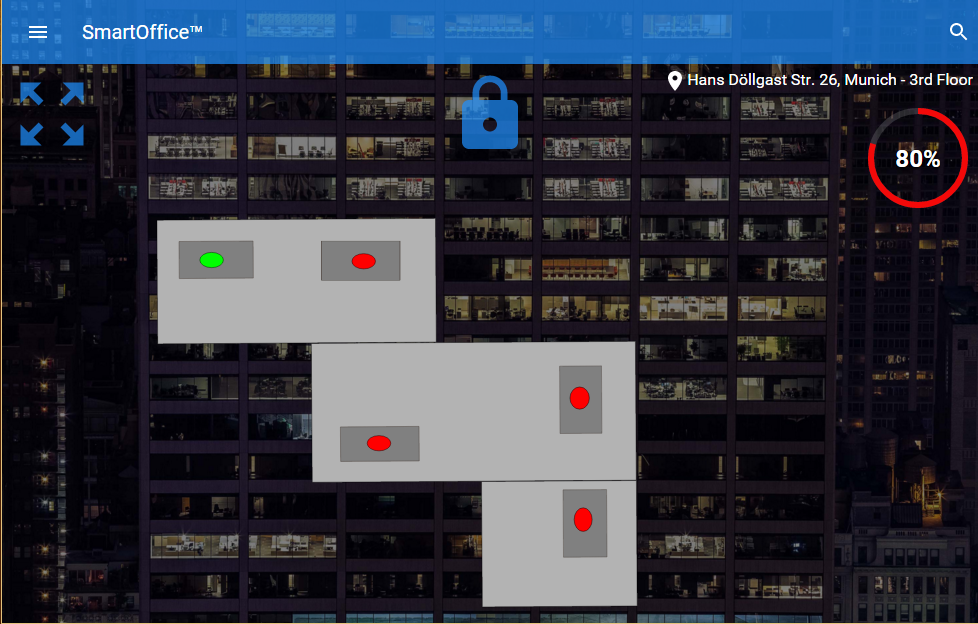 SmartOffice™
Hans Döllgast Str. 26, Munich - 3rd Floor
80%